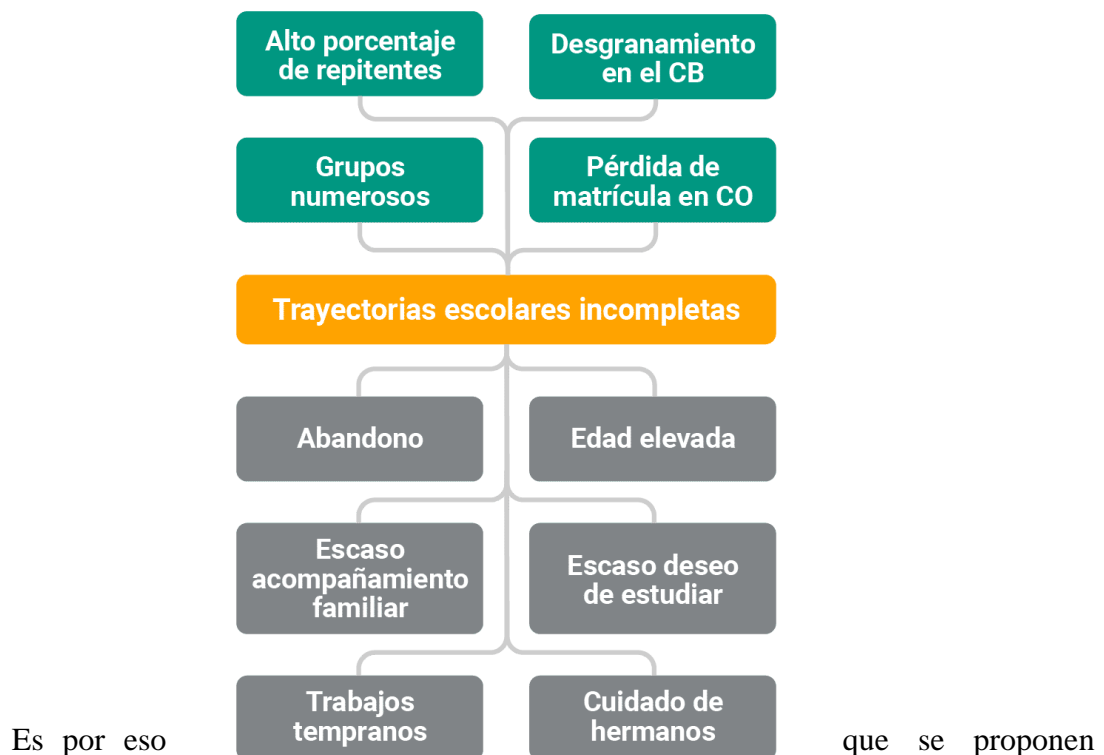 Alto porcentaje
de repitentes
Desgranamiento
en el CB
Grupos
numerosos
Pérdida de
matrícula en CO
Trayectorias escolares incompletas
Abandono
Edad elevada
Escaso
acompañamiento
familiar
Escaso deseo
de estudiar
Trabajos
tempranos
Cuidado de
hermanos
Es por eso que se proponen